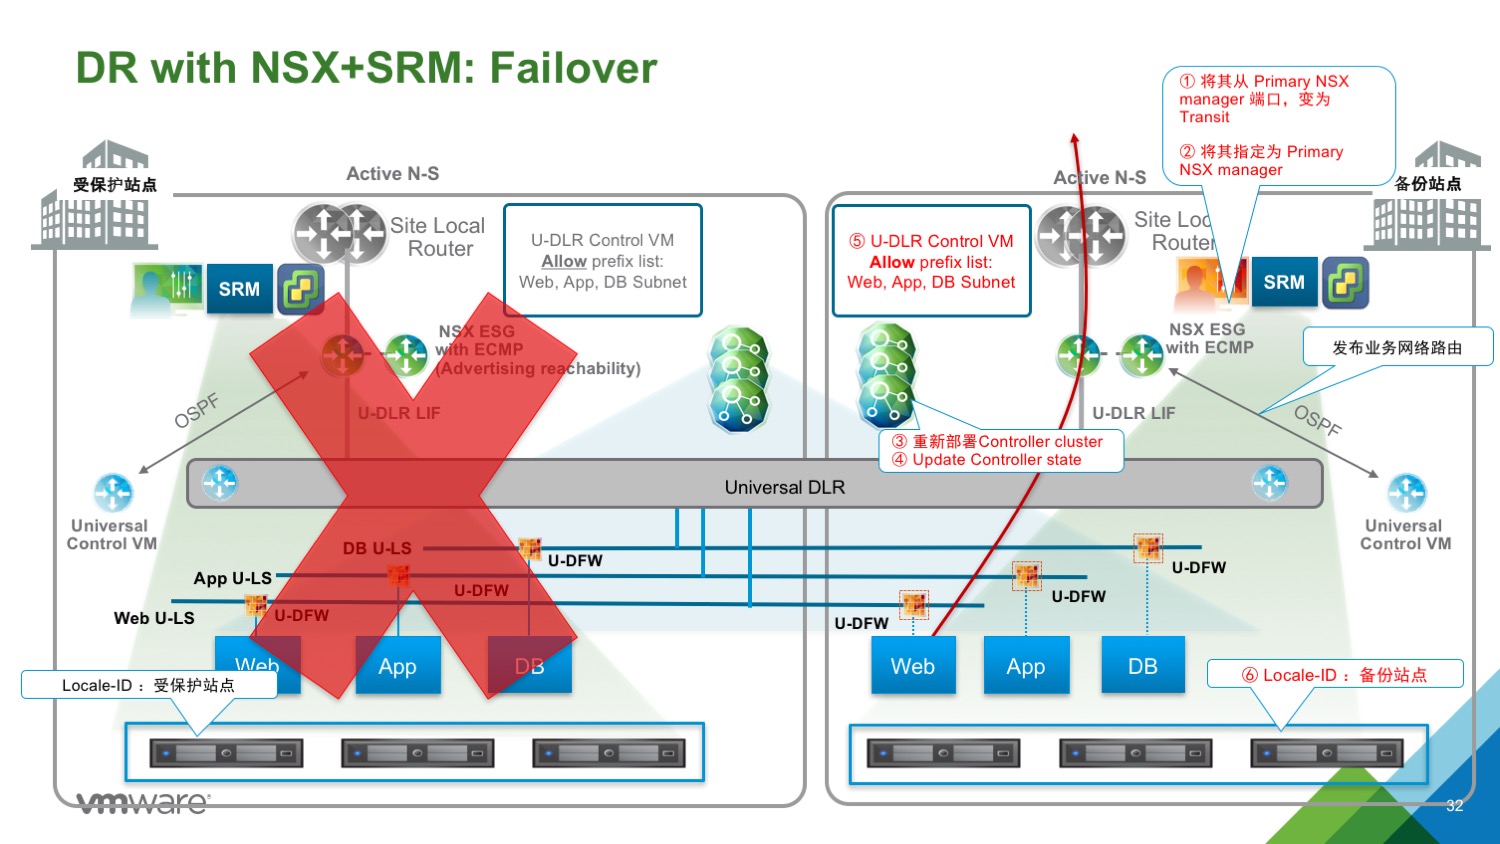 DR with NSX+SRM: Failover
① 将其从 Primary NSX
manager 端口，变为
Transit
② 将其指定为 Primary
NSX manager
受保护站点
Active N-S
Site Local
Router
U-DLR Control VM
Allow prefix list:
Web, App, DB Subnet
SRM
NSX ESG
with ECMP
(Advertising reachability)
OSPF
U-DLR LIF
Universal
Control VM
备份站点
Active N-S
Site Loc
Router
⑤ U-DLR Control VM
Allow prefix list:
Web, App, DB Subnet
SRM
NSX ESG
with ECMP
发布业务网络路由
OSPF
U-DLR LIF
③ 重新部署Controller cluster
④ Update Controller state
Universal DLR
Universal
Control VM
DB U-LS
U-DFW
U-DFW
App U-LS
U-DFW
U-DFW
Web U-LS
U-DFW
U-DFW
Web
App
DB
Web
App
DB
Locale-ID： 受保护站点
⑥ Locale-ID： 备份站点
vmware®
32